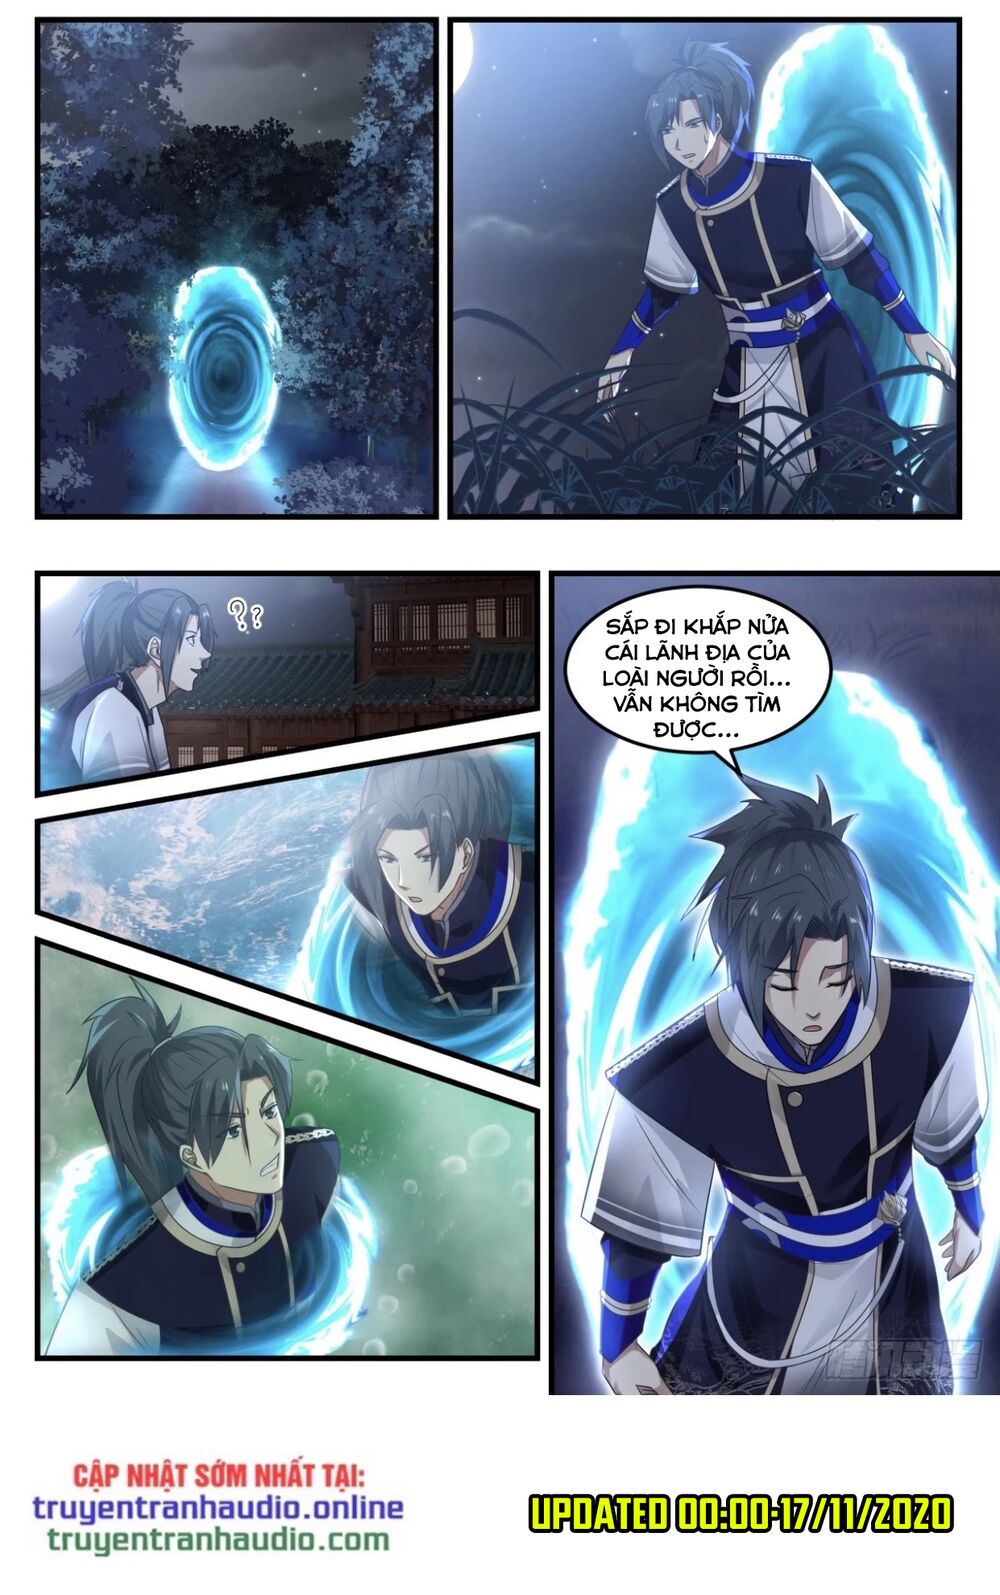 ??
SẮP ĐI KHẮP NỬA
CÁI LÃNH ĐỊA CỦA
LOÀI NGƯỜI RỒI...
VẪN KHÔNG TÌM
ĐƯỢC...
CẬP NHẬT SỚM NHẤT TẠI:
truyentranhaudio.online
truyentranhaudio.com
UPDATED 00:00-17/11/2020